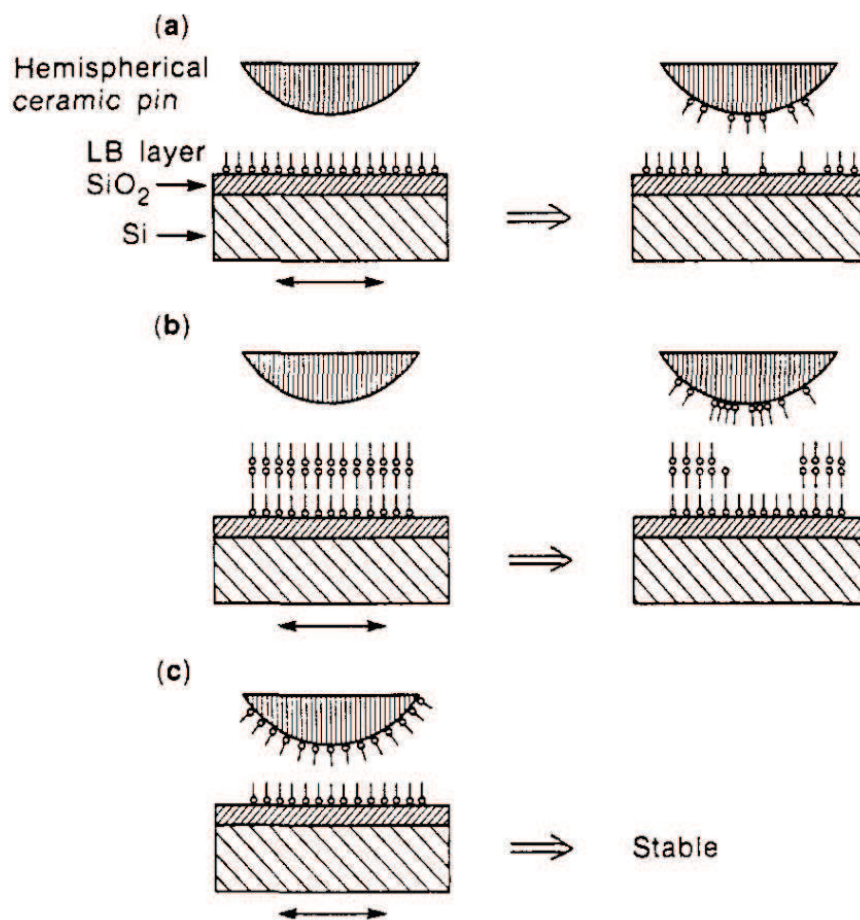 (a)
Hemispherical
ceramic pin
LB layer
SiO₂
Si
(b)
(c)
Stable